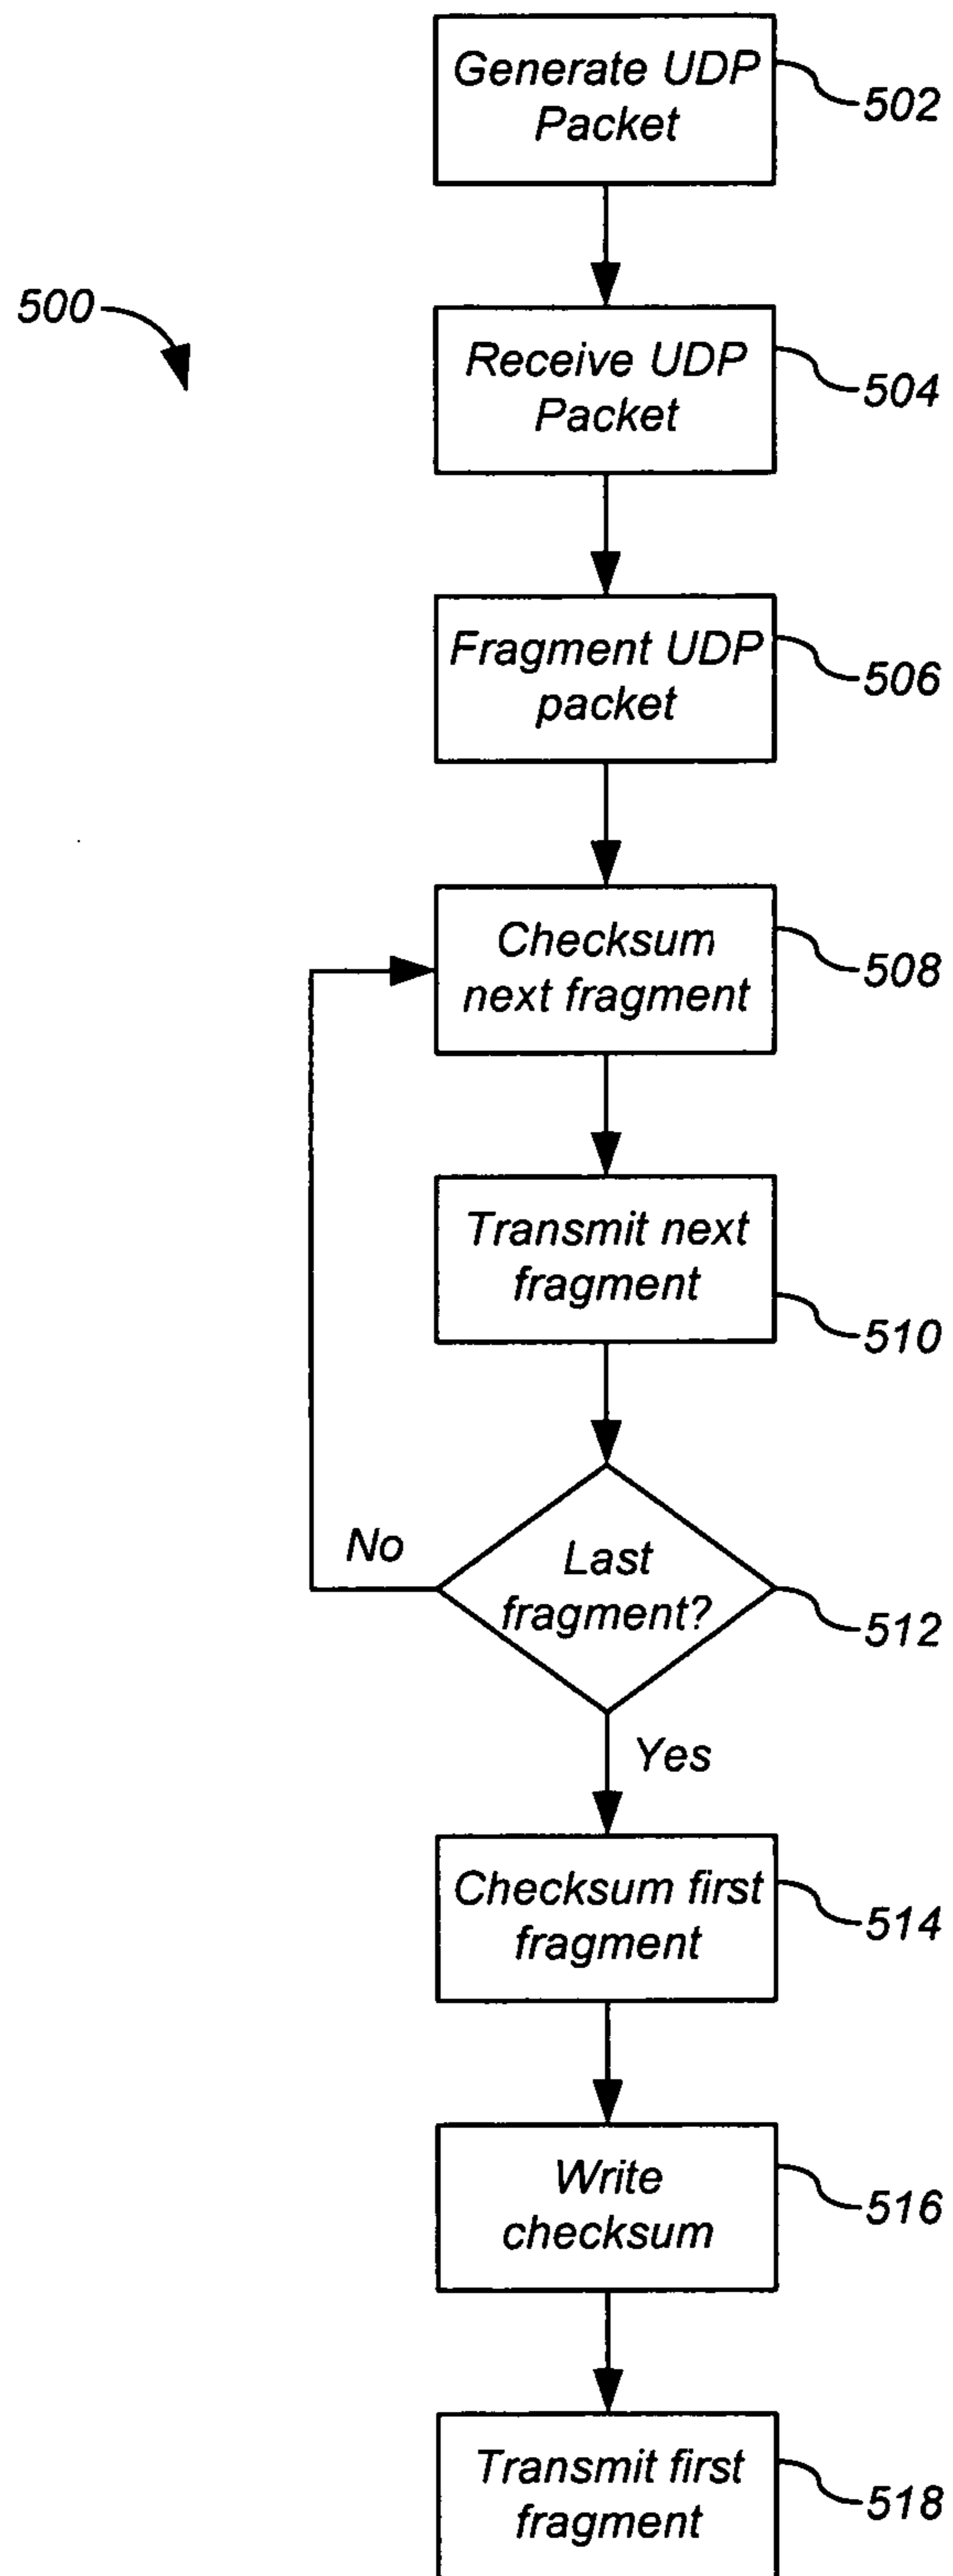 Generate UDP
Packet
502
500
Receive UDP
Packet
504
Fragment UDP
packet
506
Checksum
next fragment
508
Transmit next
fragment
510
No
Last
fragment?
512
Yes
Checksum first
fragment
514
Write
checksum
516
Transmit first
fragment
518